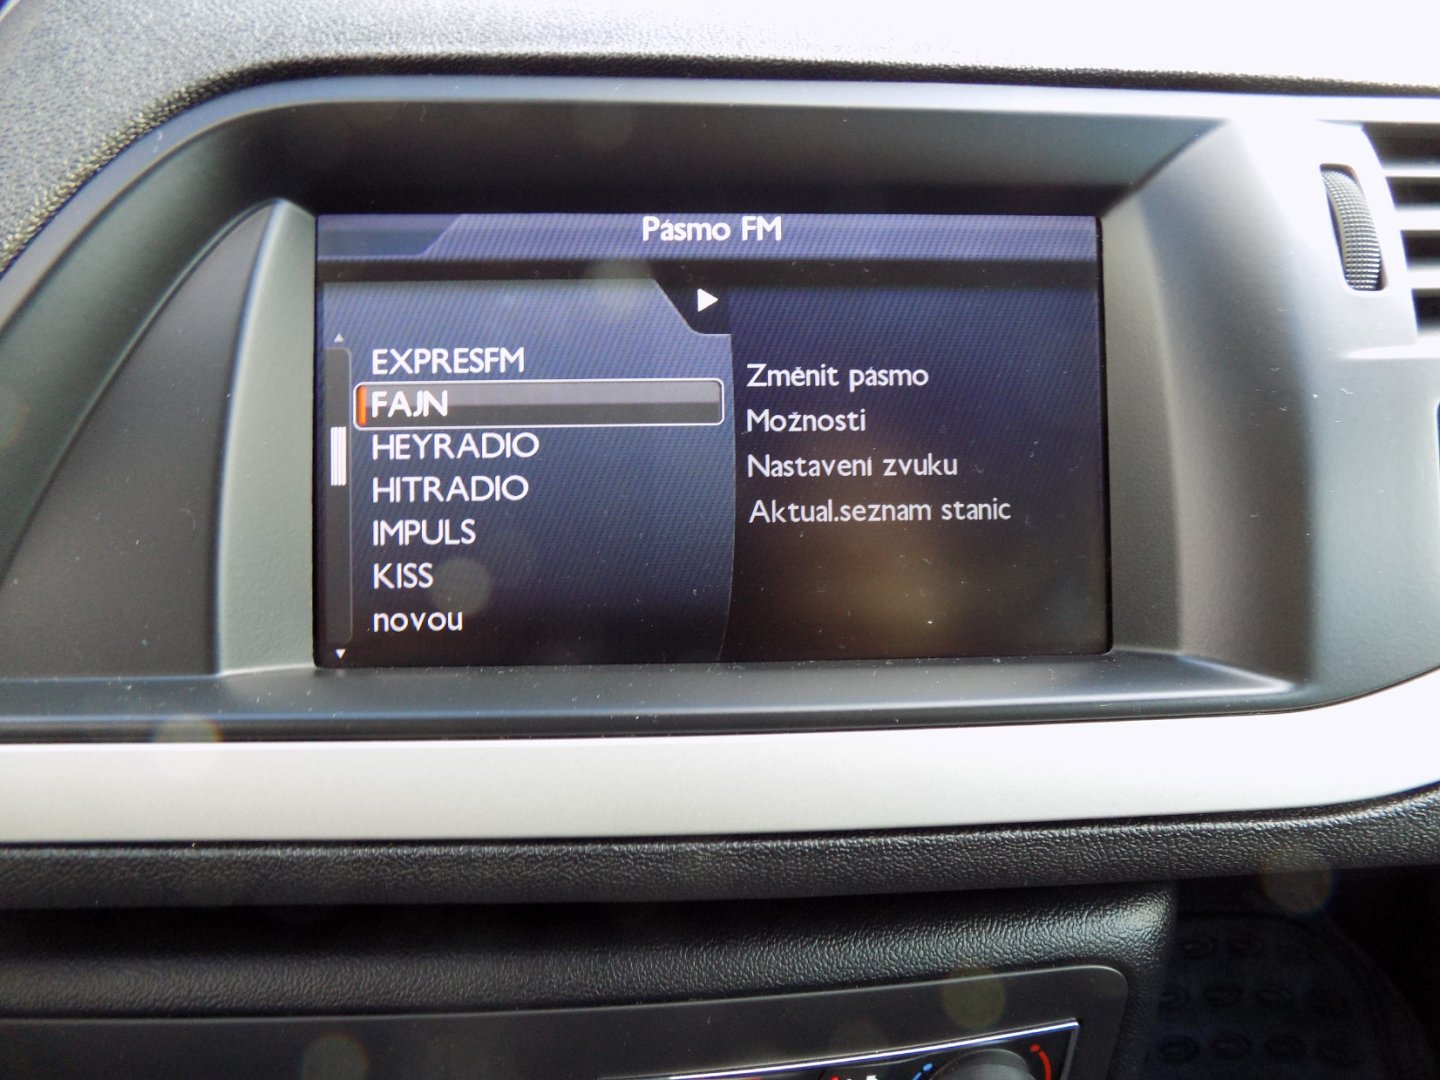 Pásmo FM
EXPRESFM
FAJN
HEYRADIO
HITRADIO
IMPULS
KISS
novou
Změnit pásmo
Možnosti
Nastavení zvuku
Aktual.seznam stanic